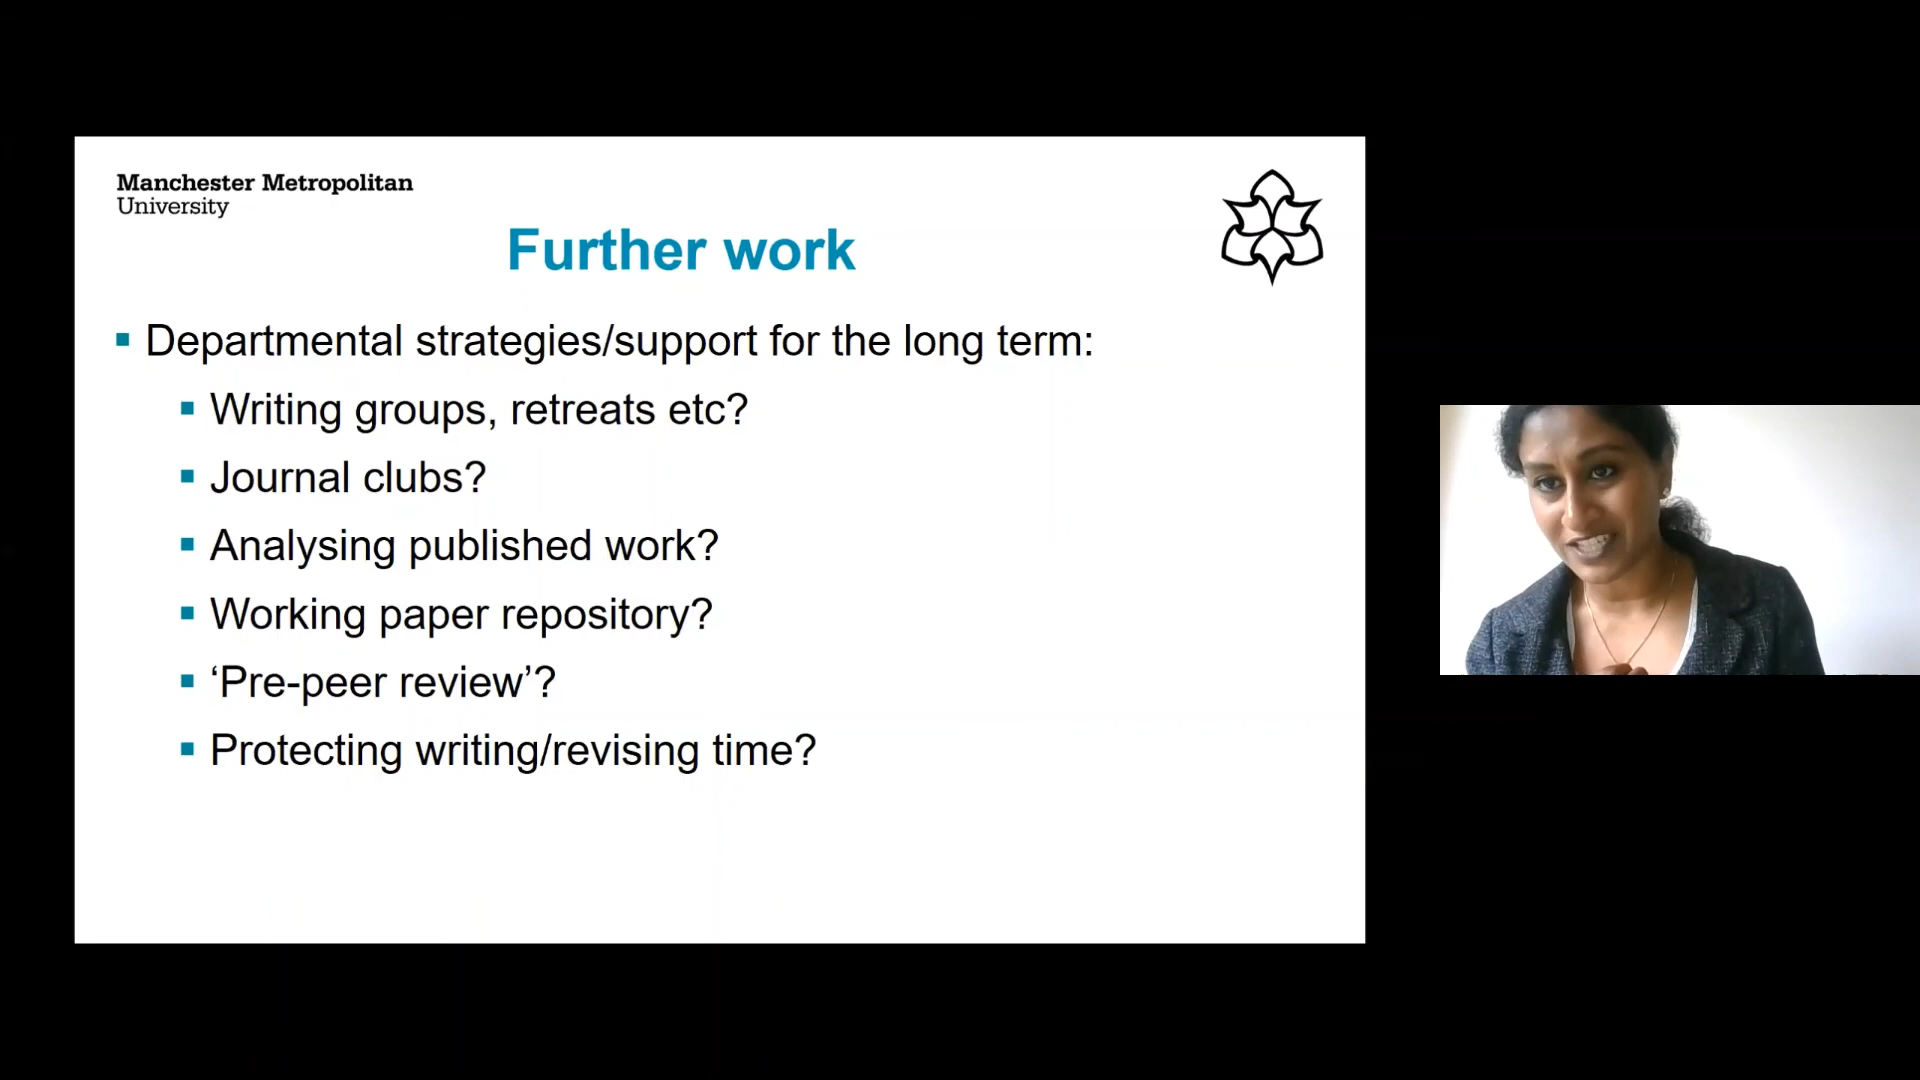 Manchester Metropolitan
University
Further work
Departmental strategies/support for the long term:
Writing groups, retreats etc?
Journal clubs?
Analysing published work?
Working paper repository?
‘Pre-peer review’?
Protecting writing/revising time?